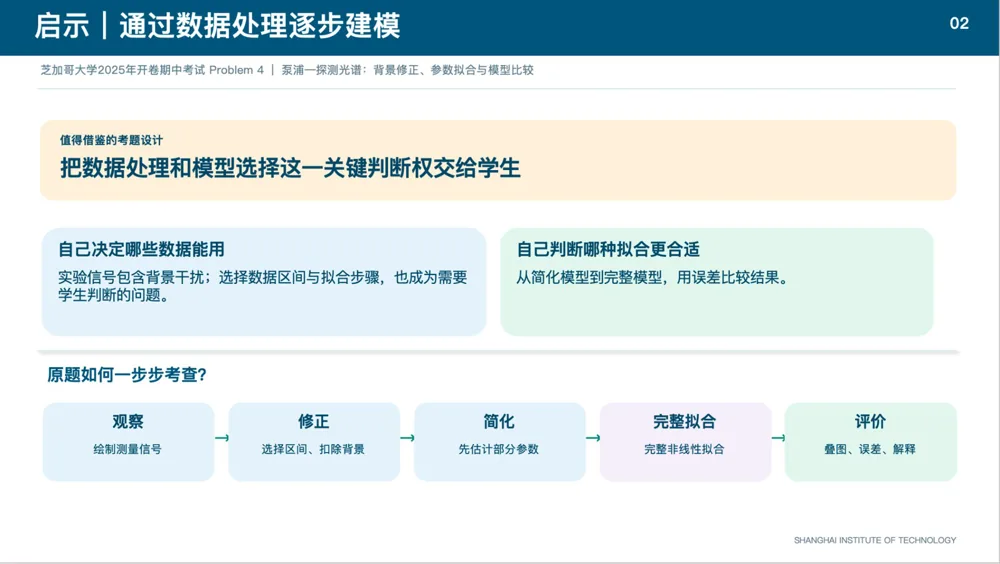 启示｜通过数据处理逐步建模
02
芝加哥大学2025年开卷期中考试 Problem 4 ｜ 泵浦—探测光谱：背景修正、参数拟合与模型比较
值得借鉴的考题设计
把数据处理和模型选择这一关键判断权交给学生
自己决定哪些数据能用
实验信号包含背景干扰；选择数据区间与拟合步骤，也成为需要
学生判断的问题。
自己判断哪种拟合更合适
从简化模型到完整模型，用误差比较结果。
原题如何一步步考查？
观察
绘制测量信号
→
修正
选择区间、扣除背景
→
简化
先估计部分参数
→
完整拟合
完整非线性拟合
→
评价
叠图、误差、解释
SHANGHAI INSTITUTE OF TECHNOLOGY